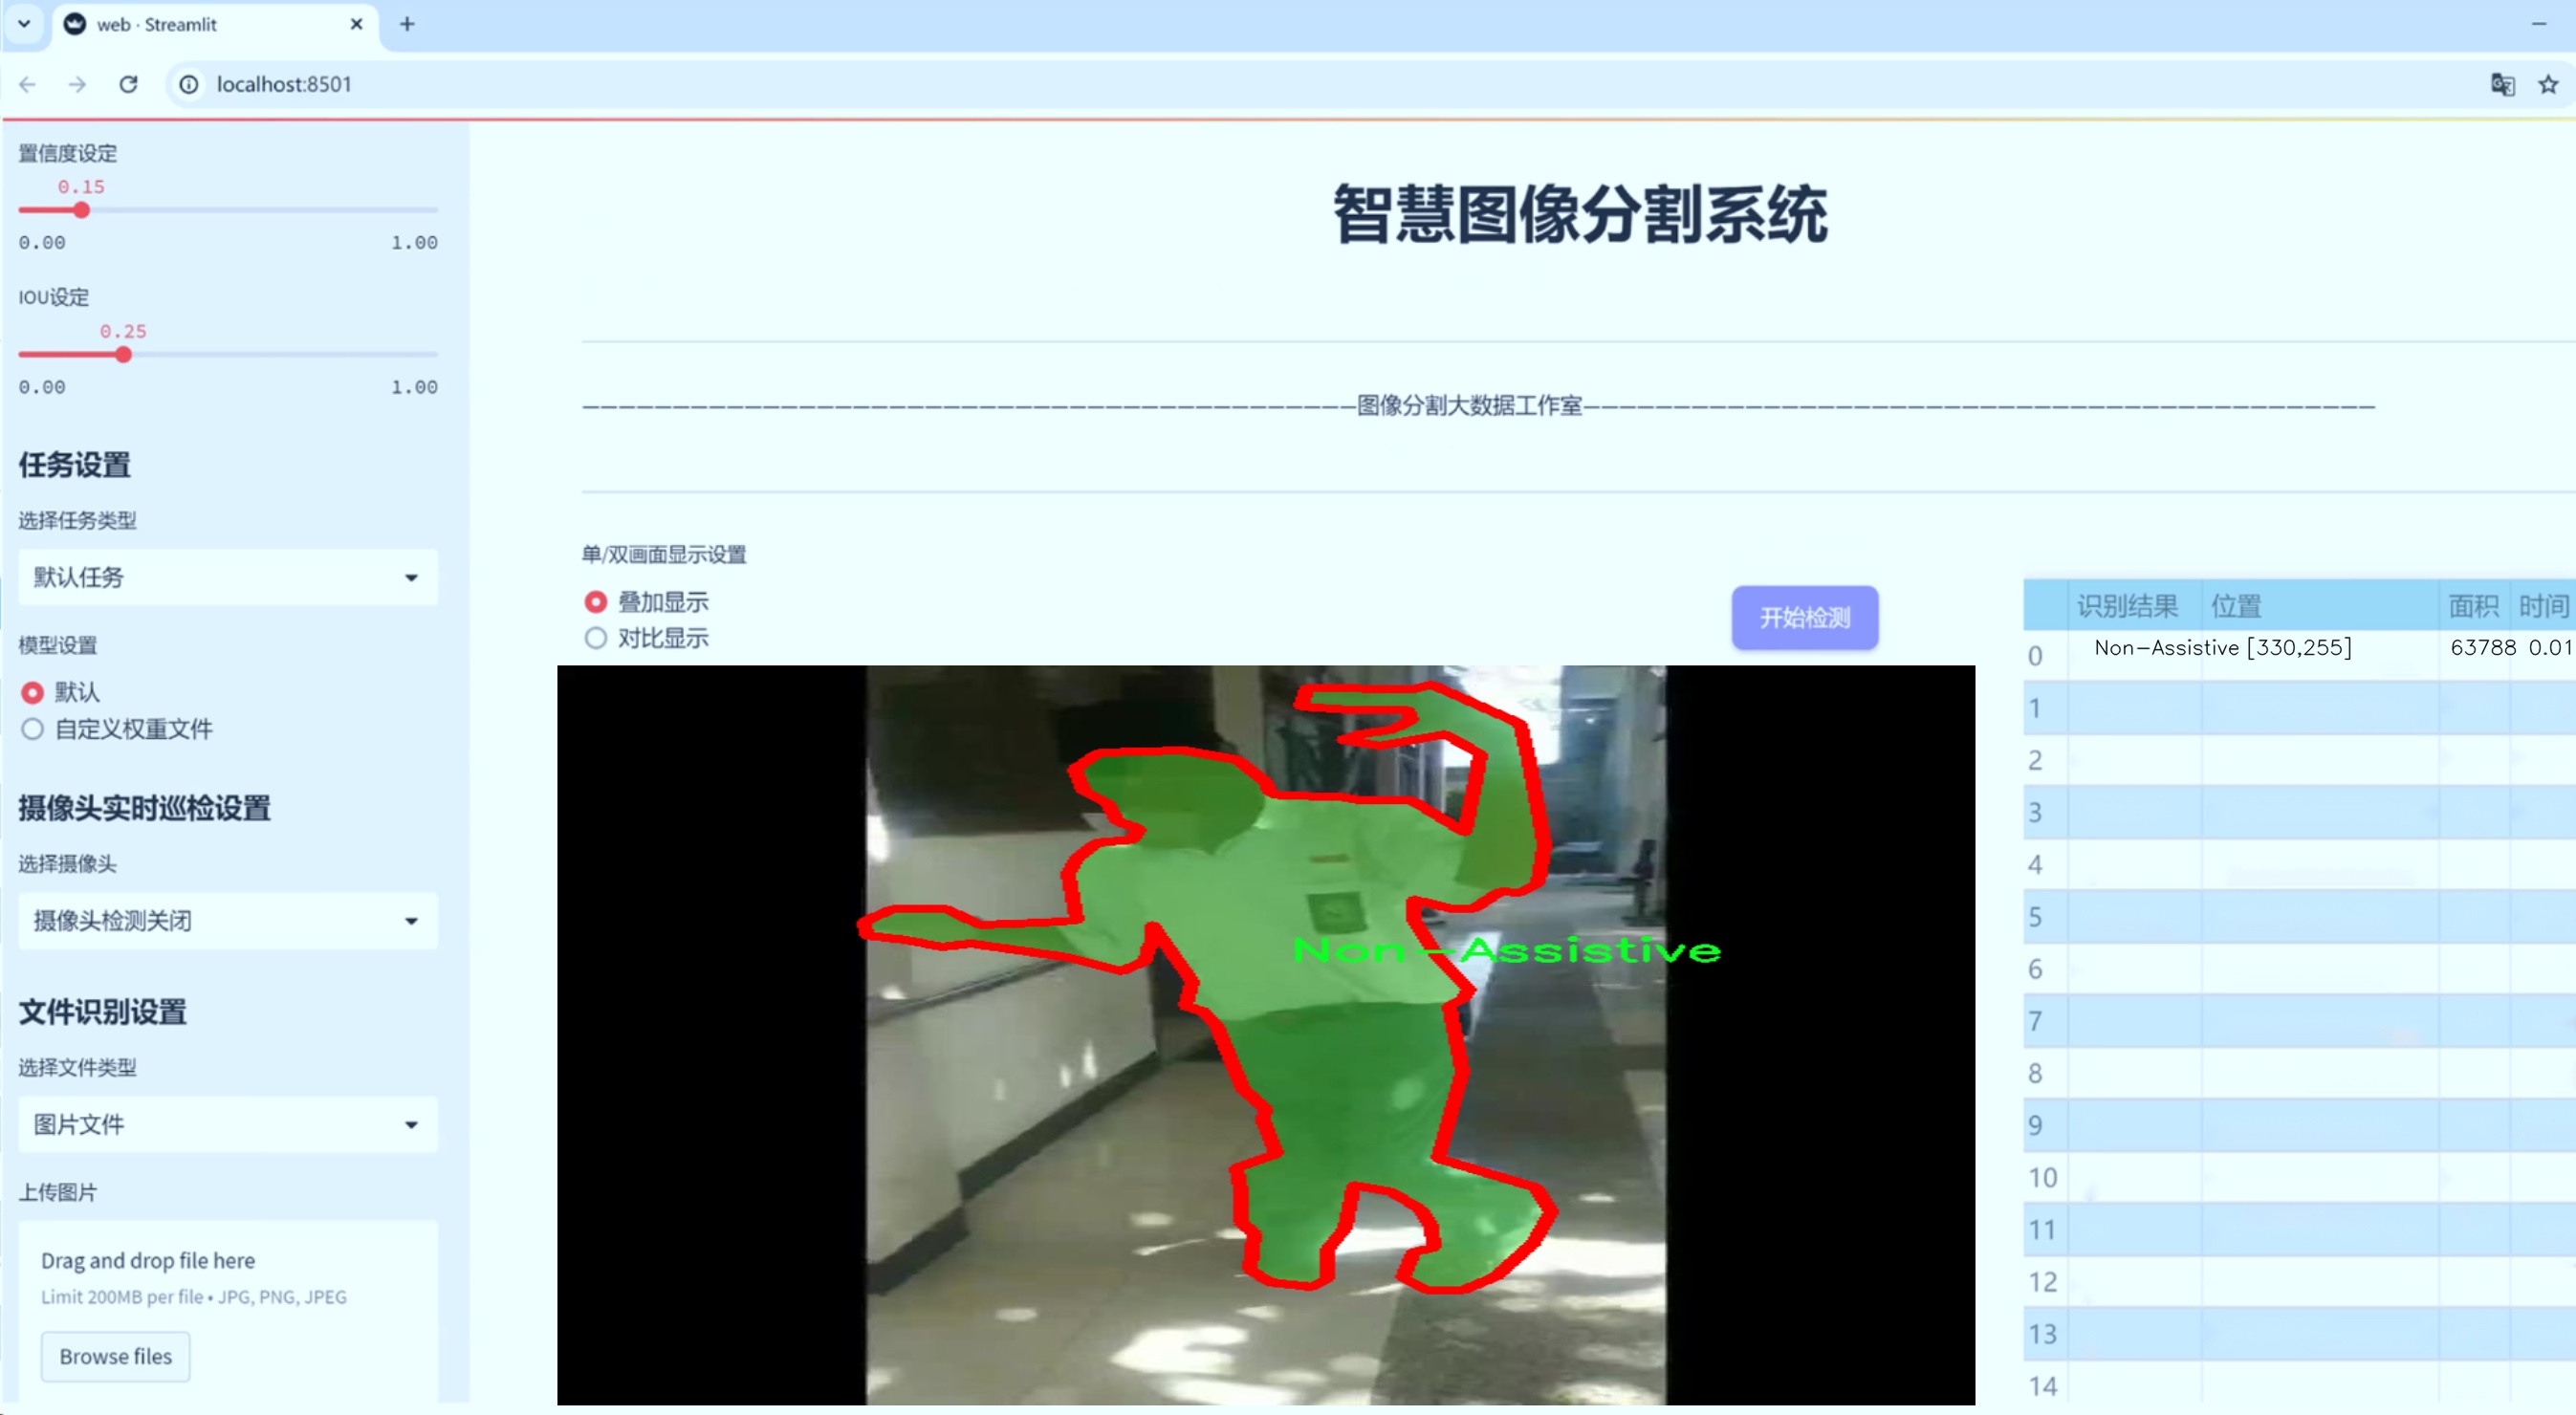 web · Streamlit
localhost:8501
置信度设定
0.15
0.00 1.00
IOU设定
0.25
0.00 1.00
任务设置
选择任务类型
默认任务
模型设置
默认
自定义权重文件
摄像头实时巡检设置
选择摄像头
摄像头检测关闭
文件识别设置
选择文件类型
图片文件
上传图片
Drag and drop file here
Limit 200MB per file • JPG, PNG, JPEG
Browse files
智慧图像分割系统
———————————————————————————————————————————图像分割大数据工作室————————————————————————————————————————————
单/双画面显示设置
叠加显示
对比显示
开始检测
Non-Assistive
识别结果 位置 面积 时间
0 Non-Assistive [330,255] 63788 0.01
1
2
3
4
5
6
7
8
9
10
11
12
13
14